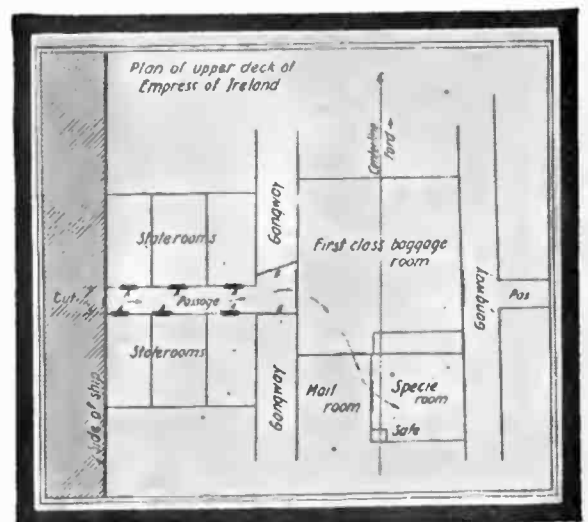 Plan of upper deck of
Empress of Ireland
Centerline
Ford
Gangway
Staterooms
First class baggage
room
Cut
Passage
Gangway
Pas
Staterooms
Gangway
Mail
room
Specie
room
Safe
Side of ship